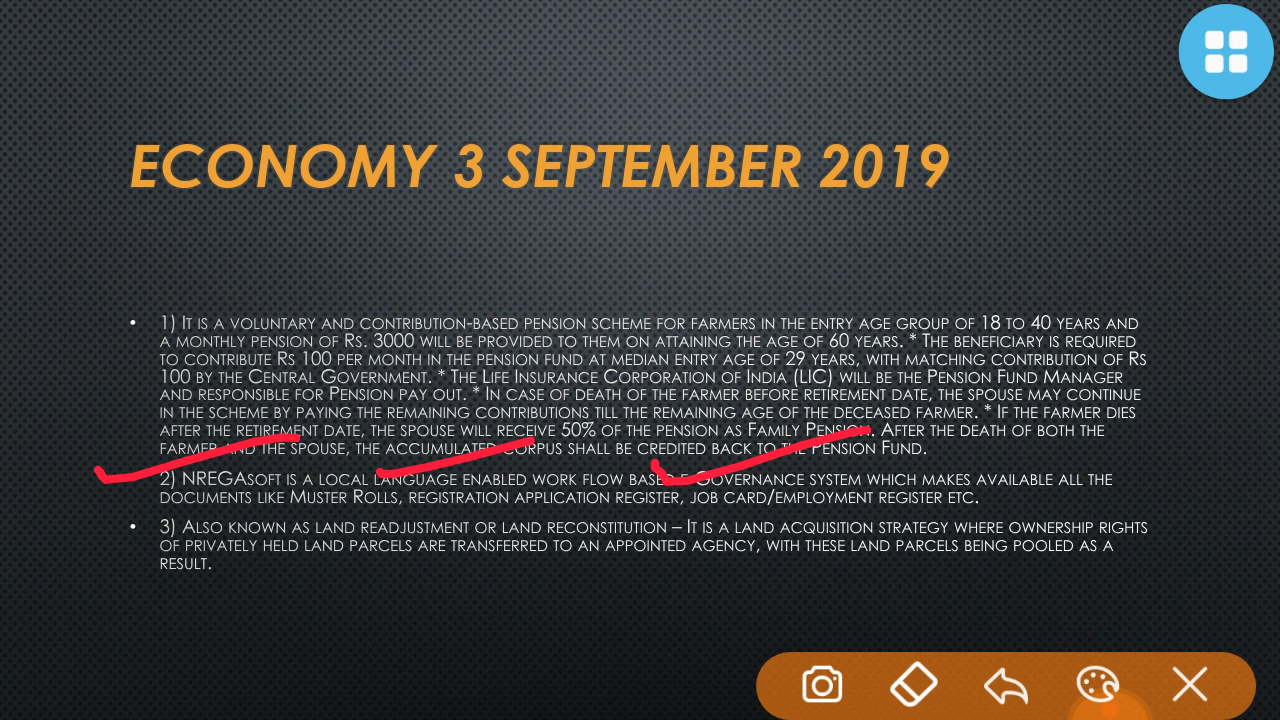 ECONOMY 3 SEPTEMBER 2019
• 1) It is a voluntary and contribution-based pension scheme for farmers in the entry age group of 18 to 40 years and
a monthly pension of Rs. 3000 will be provided to them on attaining the age of 60 years. * The beneficiary is required
to contribute Rs 100 per month in the pension fund at median entry age of 29 years, with matching contribution of Rs
100 by the Central Government. * The Life Insurance Corporation of India (LIC) will be the Pension Fund Manager
and responsible for Pension pay out. * In case of death of the farmer before retirement date, the spouse may continue
in the scheme by paying the remaining contributions till the remaining age of the deceased farmer. * If the farmer dies
after the retirement date, the spouse will receive 50% of the pension as Family Pension. After the death of both the
farmer and the spouse, the accumulated corpus shall be credited back to the Pension Fund.
2) NREGAsoft is a local language enabled work flow based e-Governance system which makes available all the
documents like Muster Rolls, registration application register, job card/employment register etc.
• 3) Also known as land readjustment or land reconstitution – It is a land acquisition strategy where ownership rights
of privately held land parcels are transferred to an appointed agency, with these land parcels being pooled as a
result.